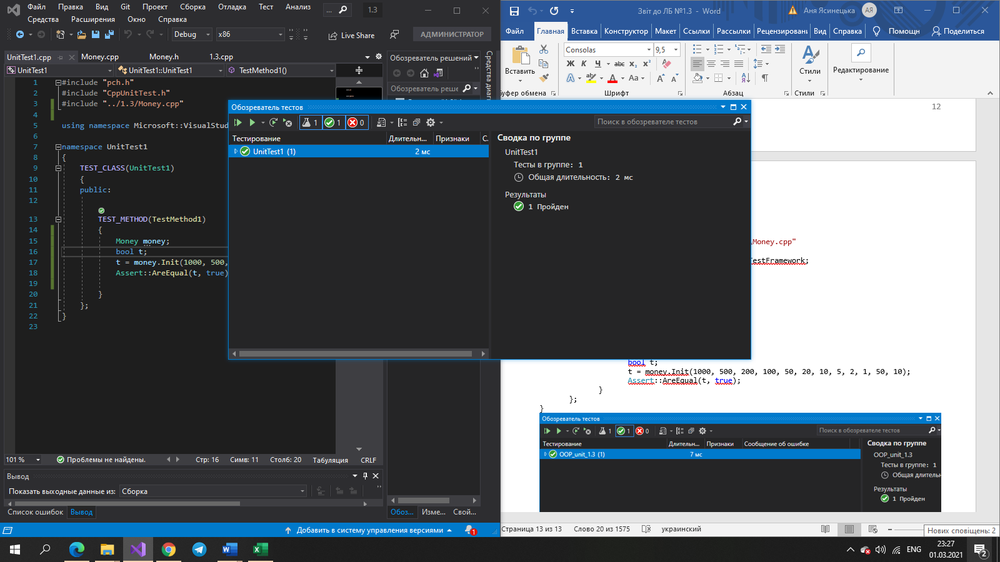 Файл Правка Вид Git Проект Сборка Отладка Тест Анализ ... 1.3
Средства Расширения Окно Справка
Debug x86 Live Share АДМИНИСТРАТОР
UnitTest1.cpp Money.cpp Money.h 1.3.cpp
UnitTest1 UnitTest1::UnitTest1 TestMethod1()
1 #include "pch.h"
2 #include "CppUnitTest.h"
3 #include "../1.3/Money.cpp"
4
5 using namespace Microsoft::VisualStud
6
7 namespace UnitTest1
8 {
9 TEST_CLASS(UnitTest1)
10 {
11 public:
12
13 TEST_METHOD(TestMethod1)
14 {
15 Money money;
16 bool t;
17 t = money.Init(1000, 500,
18 Assert::AreEqual(t, true)
19
20 }
21 };
22 }
23
101 % Проблемы не найдены. Стр: 16 Симв: 11 Столб: 20 Табуляция CRLF
Вывод
Показать выходные данные из: Сборка
Список ошибок Вывод
Обозреватель решений
Обозреватель реше
Средства диаг
Обоз... Изме... Свой...
Добавить в систему управления версиями 1
Обозреватель тестов
1 1 0 Поиск в обозревателе тестов
Тестирование Длительн... Признаки С.
UnitTest1 (1) 2 мс
Сводка по группе
UnitTest1
Тесты в группе: 1
Общая длительность: 2 мс
Результаты
1 Пройден
Звіт до ЛБ №1.3 - Word Аня Ясинецька АЯ
Файл Главная Вставка Конструктор Макет Ссылки Рассылки Рецензировань Вид Справка Помощн Поделиться
Вставить Consolas 9,5 Стили Редактирование
Ж К Ч abc x₂ x²
Aa
уфер обмена Шрифт Абзац Стили
12
\Money.cpp"
TestFramework;
bool t;
t = money.Init(1000, 500, 200, 100, 50, 20, 10, 5, 2, 1, 50, 10);
Assert::AreEqual(t, true);
}
};
}
Обозреватель тестов
1 1 0 Поиск в обозревателе тестов
Тестирование Длительн... Признаки Сообщение об ошибке
OOP_unit_1.3 (1) 7 мс
Сводка по группе
OOP_unit_1.3
Тесты в группе: 1
Общая длительн
Результаты
1 Пройден
Страница 13 из 13 Слово 20 из 1575 украинский
Нових сповіщень: 2
ENG 23:27
01.03.2021 2